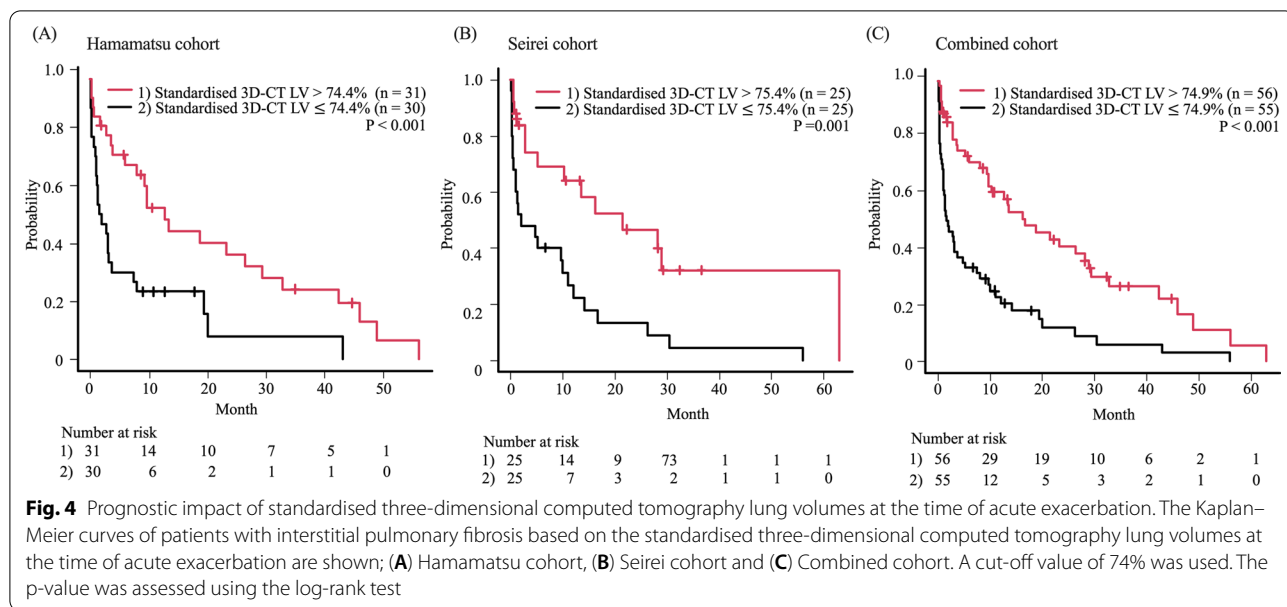 (A)
Hamamatsu cohort
1.0
0.8
0.6
0.4
0.2
0
Probability
1) Standardised 3D-CT LV > 74.4% (n = 31)
2) Standardised 3D-CT LV ≤ 74.4% (n = 30)
P < 0.001
0 10 20 30 40 50
Month
Number at risk
1) 31 14 10 7 5 1
2) 30 6 2 1 1 0
(B)
Seirei cohort
1.0
0.8
0.6
0.4
0.2
0
Probability
1) Standardised 3D-CT LV > 75.4% (n = 25)
2) Standardised 3D-CT LV ≤ 75.4% (n = 25)
P =0.001
0 10 20 30 40 50 60
Month
Number at risk
1) 25 14 9 73 1 1 1
2) 25 7 3 2 1 1 0
(C)
Combined cohort
1.0
0.8
0.6
0.4
0.2
0
Probability
1) Standardised 3D-CT LV > 74.9% (n = 56)
2) Standardised 3D-CT LV ≤ 74.9% (n = 55)
P < 0.001
0 10 20 30 40 50 60
Month
Number at risk
1) 56 29 19 10 6 2 1
2) 55 12 5 3 2 1 0
Fig. 4 Prognostic impact of standardised three-dimensional computed tomography lung volumes at the time of acute exacerbation. The Kaplan–
Meier curves of patients with interstitial pulmonary fibrosis based on the standardised three-dimensional computed tomography lung volumes at
the time of acute exacerbation are shown; (A) Hamamatsu cohort, (B) Seirei cohort and (C) Combined cohort. A cut-off value of 74% was used. The
p-value was assessed using the log-rank test